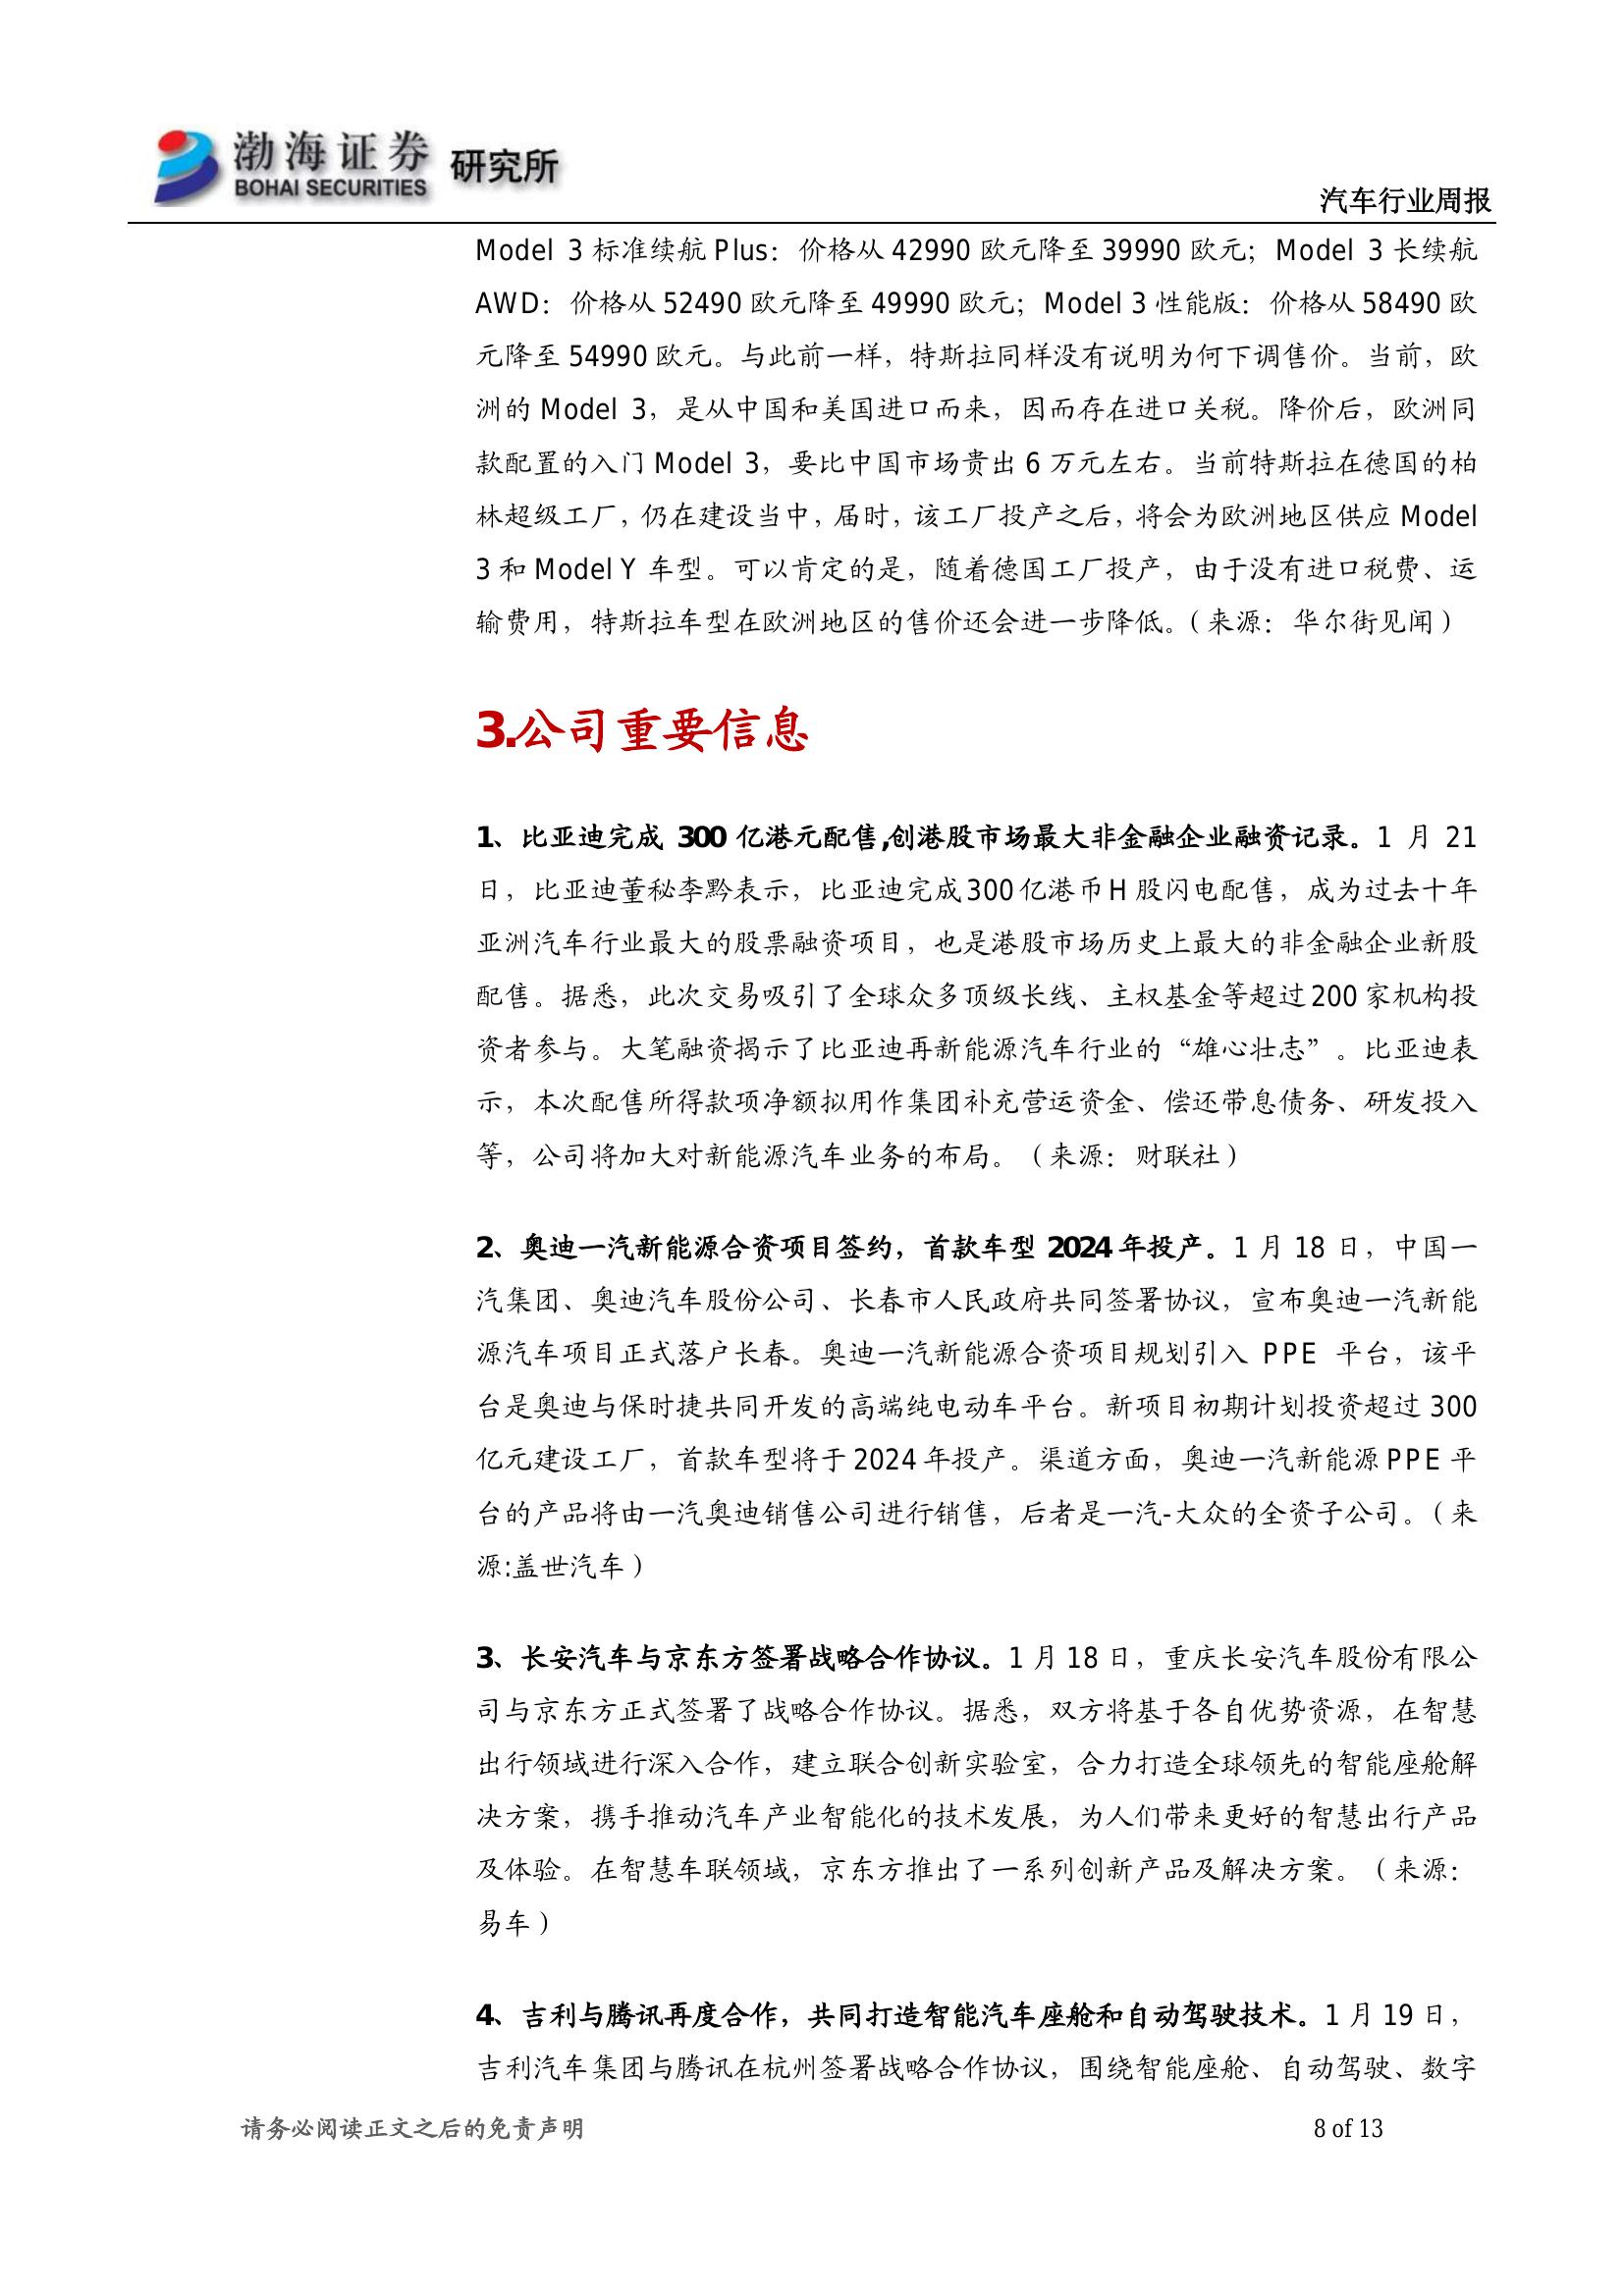 渤海证券 研究所
BOHAI SECURITIES
汽车行业周报
Model 3 标准续航 Plus：价格从 42990 欧元降至 39990 欧元；Model 3 长续航
AWD：价格从 52490 欧元降至 49990 欧元；Model 3 性能版：价格从 58490 欧
元降至 54990 欧元。与此前一样，特斯拉同样没有说明为何下调售价。当前，欧
洲的 Model 3，是从中国和美国进口而来，因而存在进口关税。降价后，欧洲同
款配置的入门 Model 3，要比中国市场贵出 6 万元左右。当前特斯拉在德国的柏
林超级工厂，仍在建设当中，届时，该工厂投产之后，将会为欧洲地区供应 Model
3 和 Model Y 车型。可以肯定的是，随着德国工厂投产，由于没有进口税费、运
输费用，特斯拉车型在欧洲地区的售价还会进一步降低。（来源：华尔街见闻）
3.公司重要信息
1、比亚迪完成 300 亿港元配售,创港股市场最大非金融企业融资记录。1 月 21
日，比亚迪董秘李黔表示，比亚迪完成 300 亿港币 H 股闪电配售，成为过去十年
亚洲汽车行业最大的股票融资项目，也是港股市场历史上最大的非金融企业新股
配售。据悉，此次交易吸引了全球众多顶级长线、主权基金等超过 200 家机构投
资者参与。大笔融资揭示了比亚迪再新能源汽车行业的“雄心壮志”。比亚迪表
示，本次配售所得款项净额拟用作集团补充营运资金、偿还带息债务、研发投入
等，公司将加大对新能源汽车业务的布局。（来源：财联社）
2、奥迪一汽新能源合资项目签约，首款车型 2024 年投产。1 月 18 日，中国一
汽集团、奥迪汽车股份公司、长春市人民政府共同签署协议，宣布奥迪一汽新能
源汽车项目正式落户长春。奥迪一汽新能源合资项目规划引入 PPE 平台，该平
台是奥迪与保时捷共同开发的高端纯电动车平台。新项目初期计划投资超过 300
亿元建设工厂，首款车型将于 2024 年投产。渠道方面，奥迪一汽新能源 PPE 平
台的产品将由一汽奥迪销售公司进行销售，后者是一汽-大众的全资子公司。（来
源:盖世汽车）
3、长安汽车与京东方签署战略合作协议。1 月 18 日，重庆长安汽车股份有限公
司与京东方正式签署了战略合作协议。据悉，双方将基于各自优势资源，在智慧
出行领域进行深入合作，建立联合创新实验室，合力打造全球领先的智能座舱解
决方案，携手推动汽车产业智能化的技术发展，为人们带来更好的智慧出行产品
及体验。在智慧车联领域，京东方推出了一系列创新产品及解决方案。（来源：
易车）
4、吉利与腾讯再度合作，共同打造智能汽车座舱和自动驾驶技术。1 月 19 日，
吉利汽车集团与腾讯在杭州签署战略合作协议，围绕智能座舱、自动驾驶、数字
请务必阅读正文之后的免责声明
8 of 13